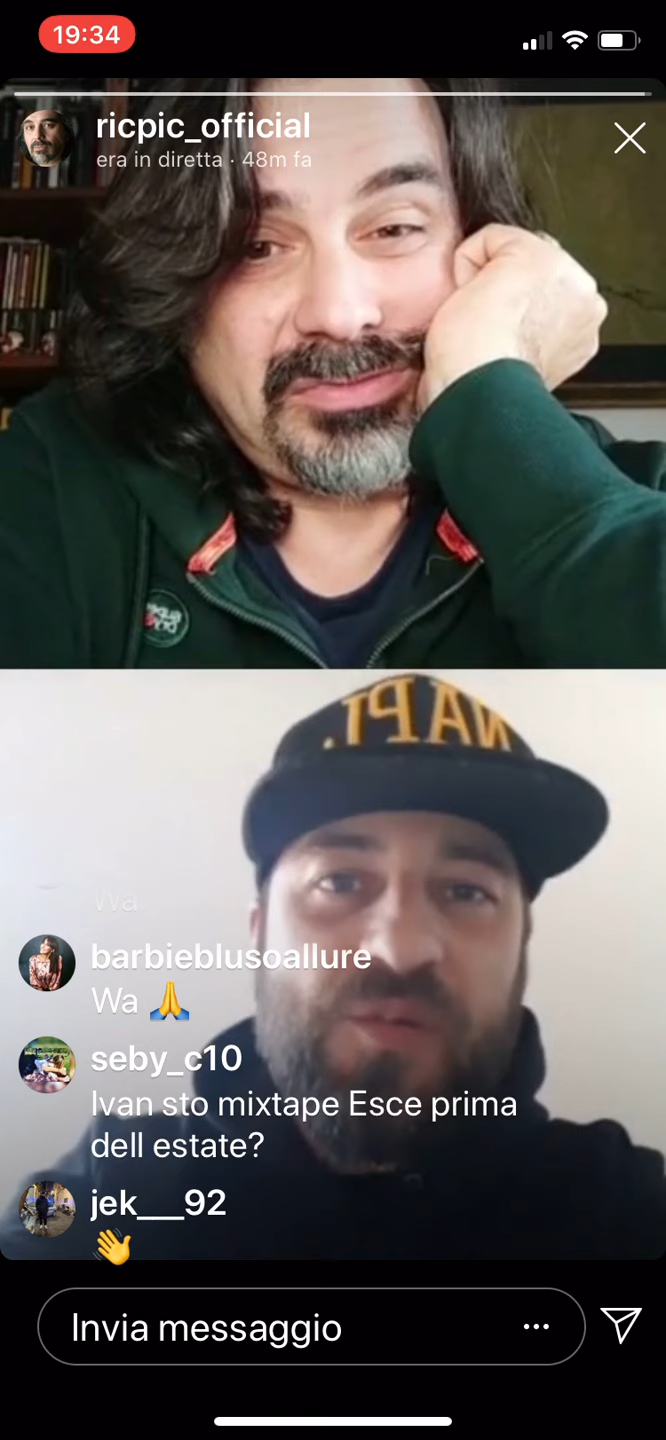 19:34
ricpic_official
era in diretta · 48m fa
NAPL.
Wa
barbieblusoallure
Wa 🙏
seby_c10
Ivan sto mixtape Esce prima
dell estate?
jek___92
👋
Invia messaggio